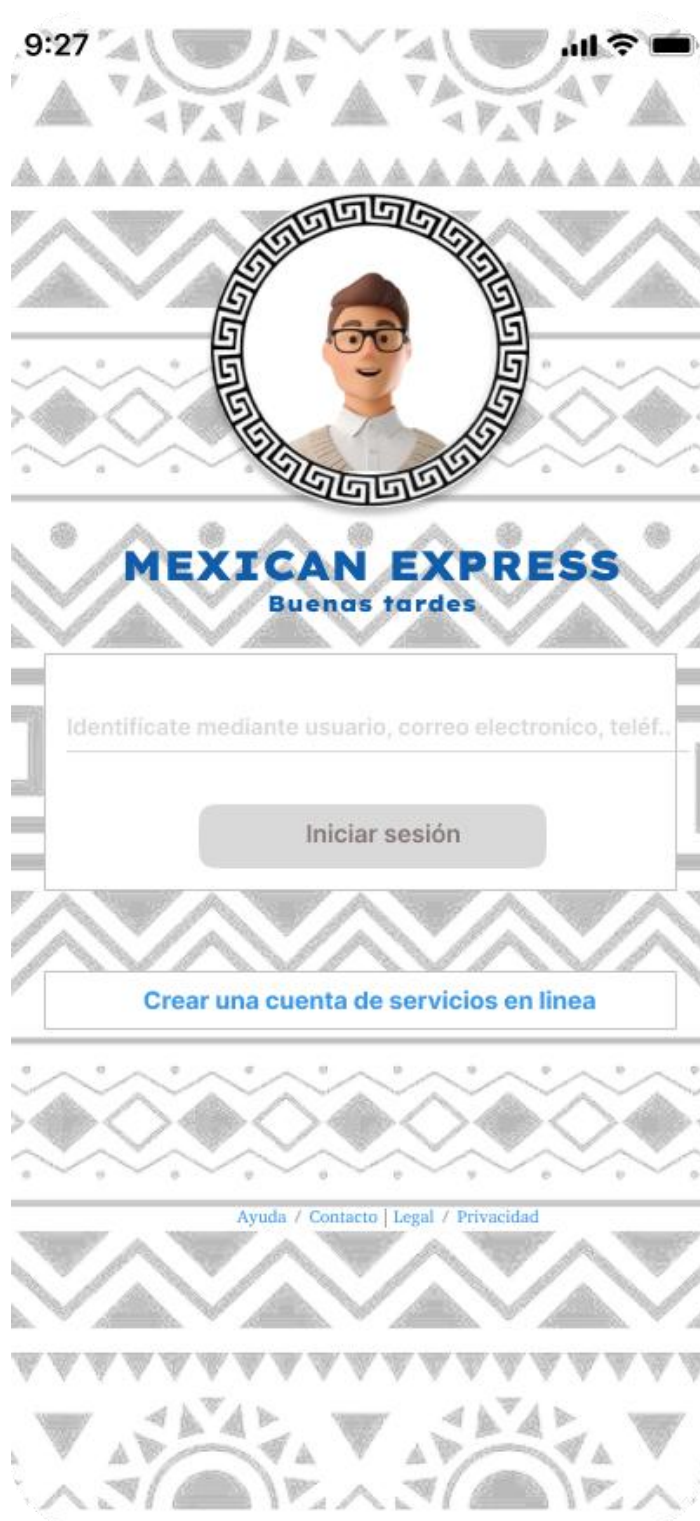 9:27
MEXICAN EXPRESS
Buenas tardes
Identifícate mediante usuario, correo electronico, teléf..
Iniciar sesión
Crear una cuenta de servicios en linea
Ayuda / Contacto | Legal / Privacidad